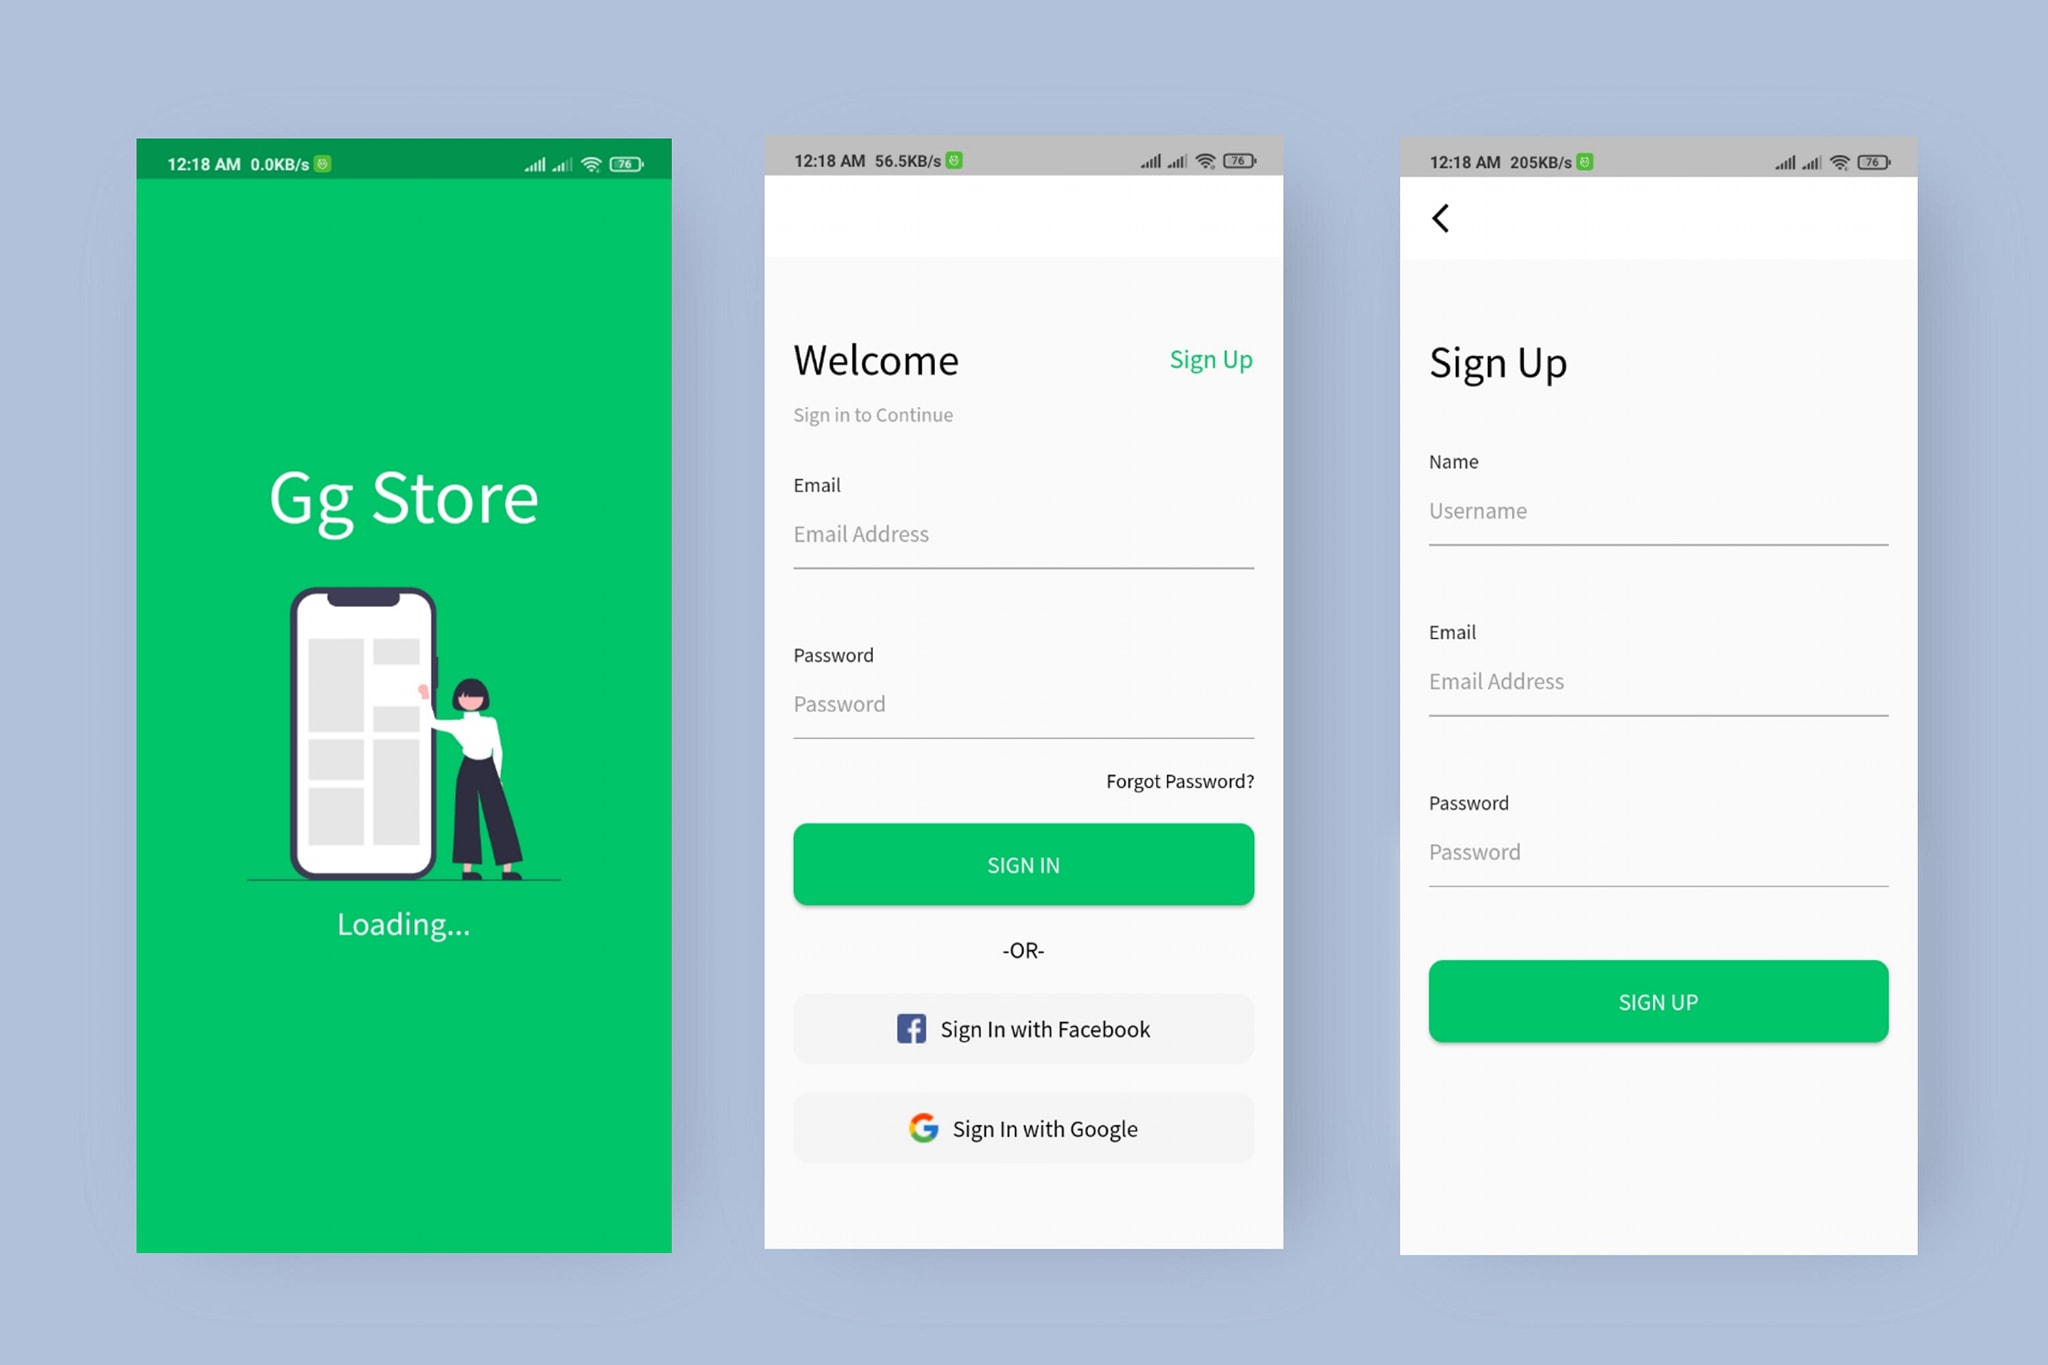 12:18 AM 0.0KB/s 76
Gg Store
Loading...
12:18 AM 56.5KB/s 76
Welcome
Sign Up
Sign in to Continue
Email
Email Address
Password
Password
Forgot Password?
SIGN IN
-OR-
Sign In with Facebook
Sign In with Google
12:18 AM 205KB/s 76
Sign Up
Name
Username
Email
Email Address
Password
Password
SIGN UP